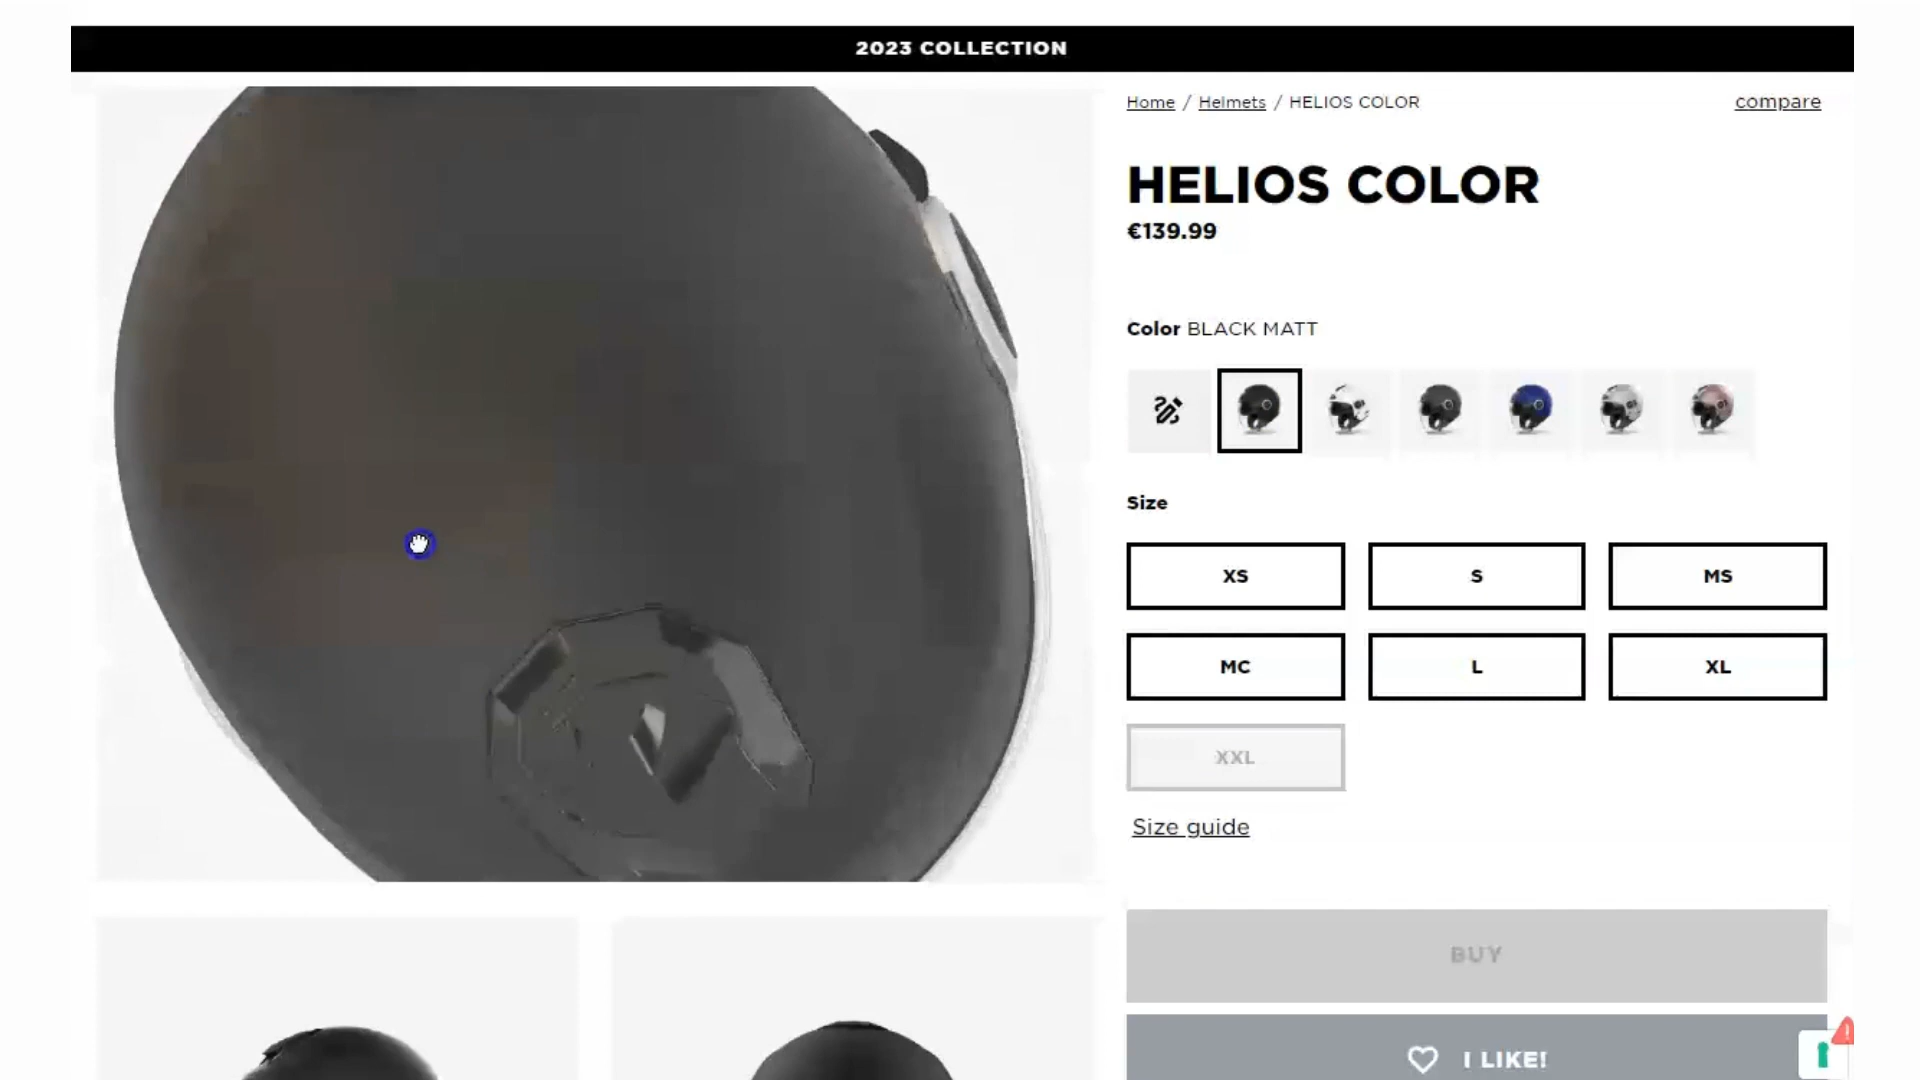 2023 COLLECTION
Home / Helmets / HELIOS COLOR
compare
HELIOS COLOR
€139.99
Color BLACK MATT
Size
XS
S
MS
MC
L
XL
XXL
Size guide
BUY
I LIKE!